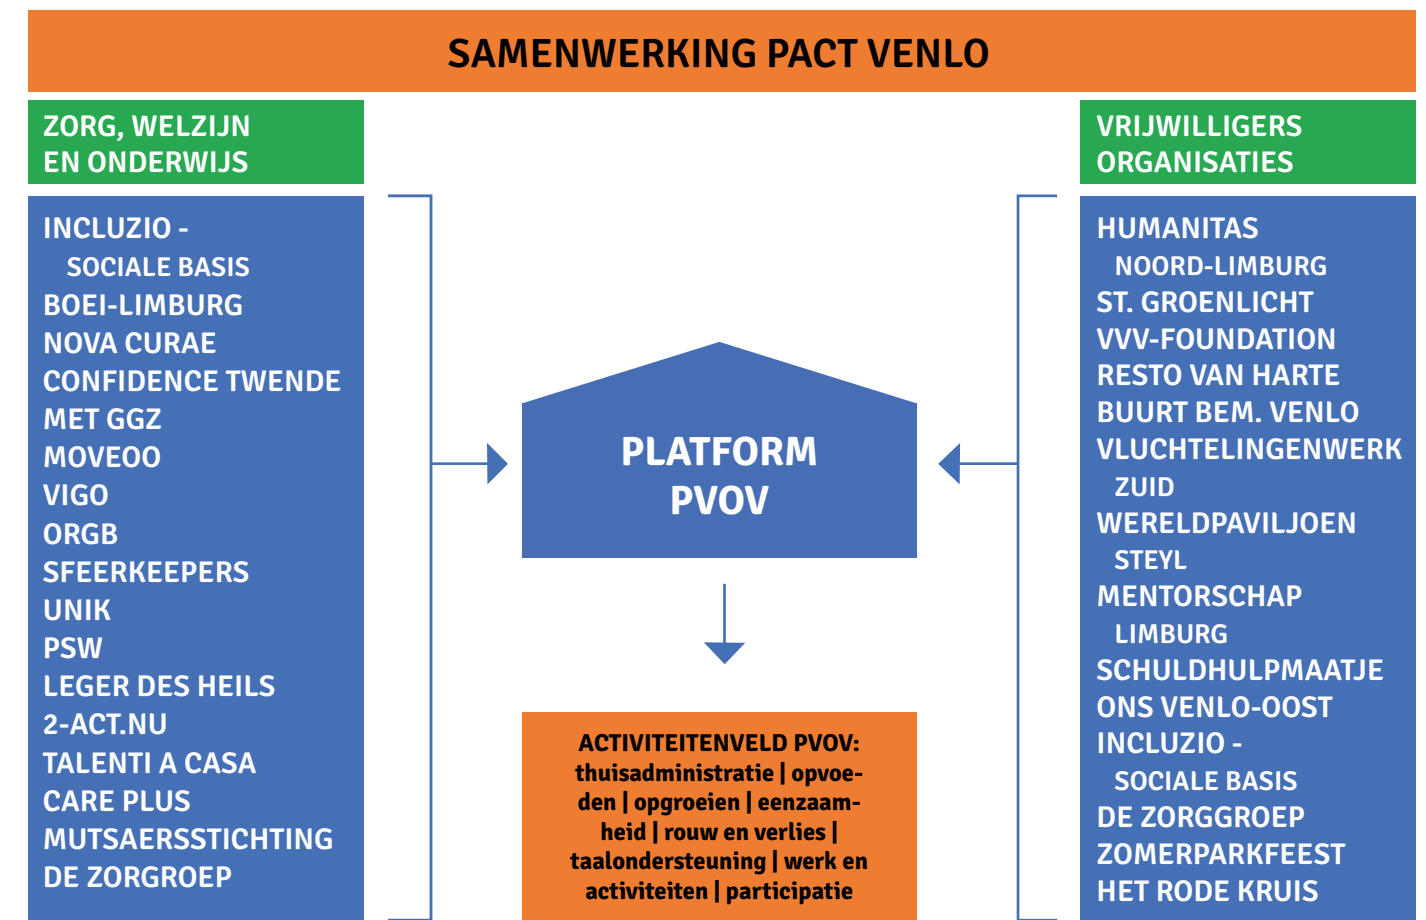 SAMENWERKING PACT VENLO
ZORG, WELZIJN
EN ONDERWIJS
INCLUZIO -
SOCIALE BASIS
BOEI-LIMBURG
NOVA CURAE
CONFIDENCE TWENDE
MET GGZ
MOVEOO
VIGO
ORGB
SFEERKEEPERS
UNIK
PSW
LEGER DES HEILS
2-ACT.NU
TALENTI A CASA
CARE PLUS
MUTSAERSSTICHTING
DE ZORGROEP
PLATFORM
PVOV
ACTIVITEITENVELD PVOV:
thuisadministratie | opvoe-
den | opgroeien | eenzaam-
heid | rouw en verlies |
taalondersteuning | werk en
activiteiten | participatie
VRIJWILLIGERS
ORGANISATIES
HUMANITAS
NOORD-LIMBURG
ST. GROENLICHT
VVV-FOUNDATION
RESTO VAN HARTE
BUURT BEM. VENLO
VLUCHTELINGENWERK
ZUID
WERELDPAVILJOEN
STEYL
MENTORSCHAP
LIMBURG
SCHULDHULPMAATJE
ONS VENLO-OOST
INCLUZIO -
SOCIALE BASIS
DE ZORGGROEP
ZOMERPARKFEEST
HET RODE KRUIS